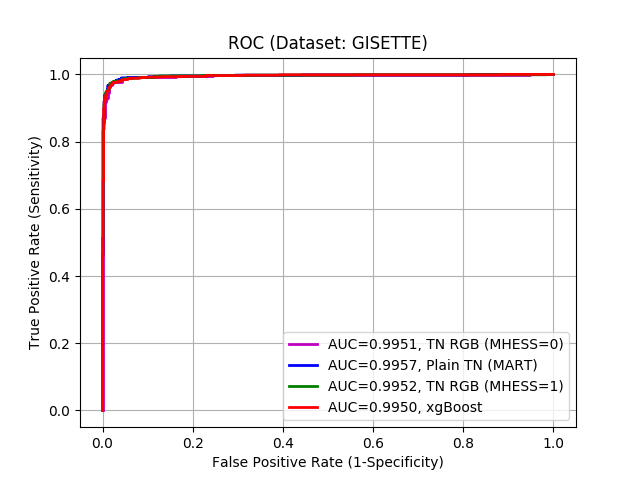 ROC (Dataset: GISETTE)
True Positive Rate (Sensitivity)
1.0
0.8
0.6
0.4
0.2
0.0
AUC=0.9951, TN RGB (MHESS=0)
AUC=0.9957, Plain TN (MART)
AUC=0.9952, TN RGB (MHESS=1)
AUC=0.9950, xgBoost
0.0 0.2 0.4 0.6 0.8 1.0
False Positive Rate (1-Specificity)